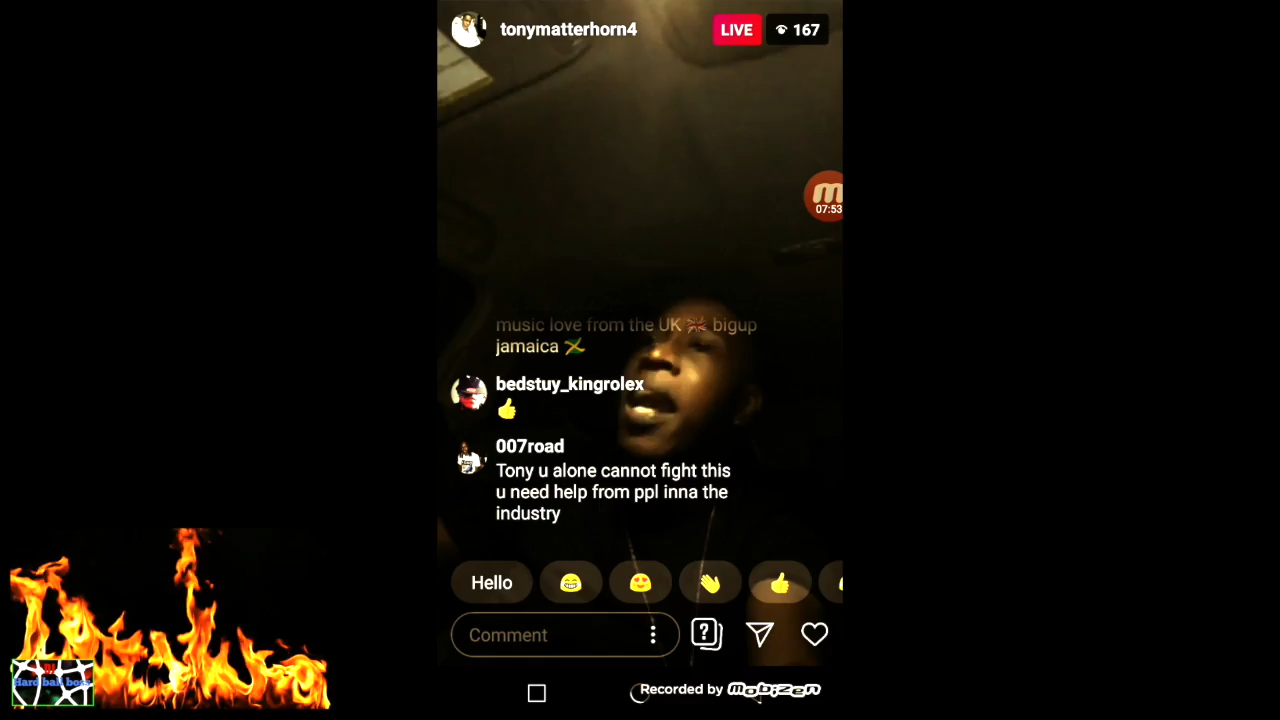 tonymatterhorn4
LIVE 167
07:53
music love from the UK 🇬🇧 bigup
jamaica 🇯🇲
bedstuy_kingrolex
👍
007road
Tony u alone cannot fight this
u need help from ppl inna the
industry
Hello 😂 😍 👏 👍
Comment
Recorded by mobizen
Hard ball boss